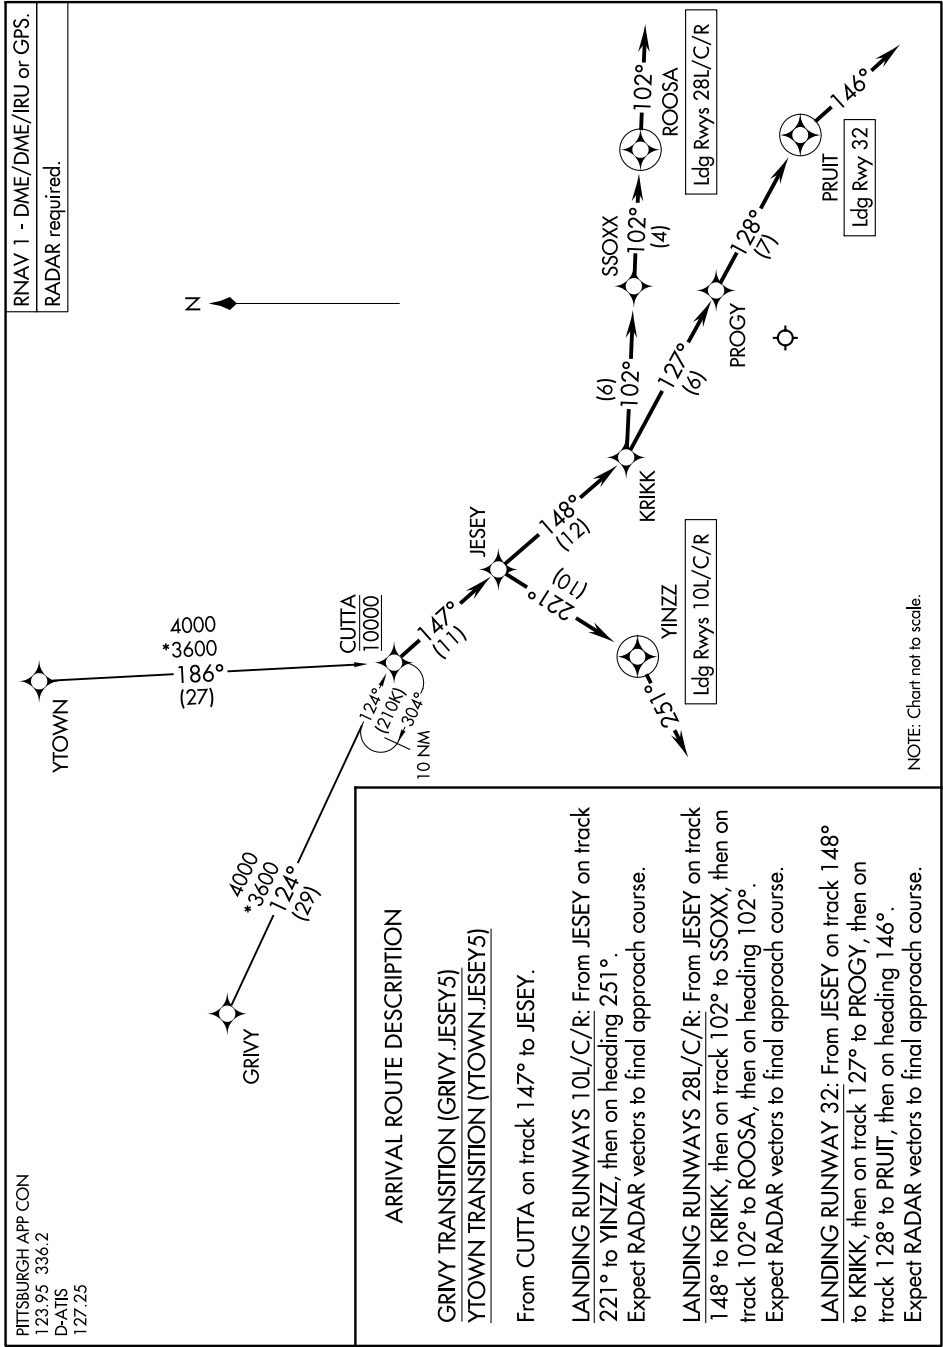 PITTSBURGH APP CON
123.95 336.2
D-ATIS
127.25
RNAV 1 - DME/DME/IRU or GPS.
RADAR required.
N
YTOWN
4000
*3600
186°
(27)
GRIVY
4000
*3600
124°
(29)
CUTTA
10000
124°
(210K)
304°
10 NM
147°
(11)
JESEY
148°
(12)
221°
(10)
YINZZ
Ldg Rwys 10L/C/R
251°
KRIKK
(6)
102°
SSOXX
102°
(4)
ROOSA
102°
Ldg Rwys 28L/C/R
127°
(6)
PROGY
128°
(7)
PRUIT
146°
Ldg Rwy 32
NOTE: Chart not to scale.
ARRIVAL ROUTE DESCRIPTION
GRIVY TRANSITION (GRIVY.JESEY5)
YTOWN TRANSITION (YTOWN.JESEY5)
From CUTTA on track 147° to JESEY.
LANDING RUNWAYS 10L/C/R: From JESEY on track
221° to YINZZ, then on heading 251°.
Expect RADAR vectors to final approach course.
LANDING RUNWAYS 28L/C/R: From JESEY on track
148° to KRIKK, then on track 102° to SSOXX, then on
track 102° to ROOSA, then on heading 102°.
Expect RADAR vectors to final approach course.
LANDING RUNWAY 32: From JESEY on track 148°
to KRIKK, then on track 127° to PROGY, then on
track 128° to PRUIT, then on heading 146°.
Expect RADAR vectors to final approach course.